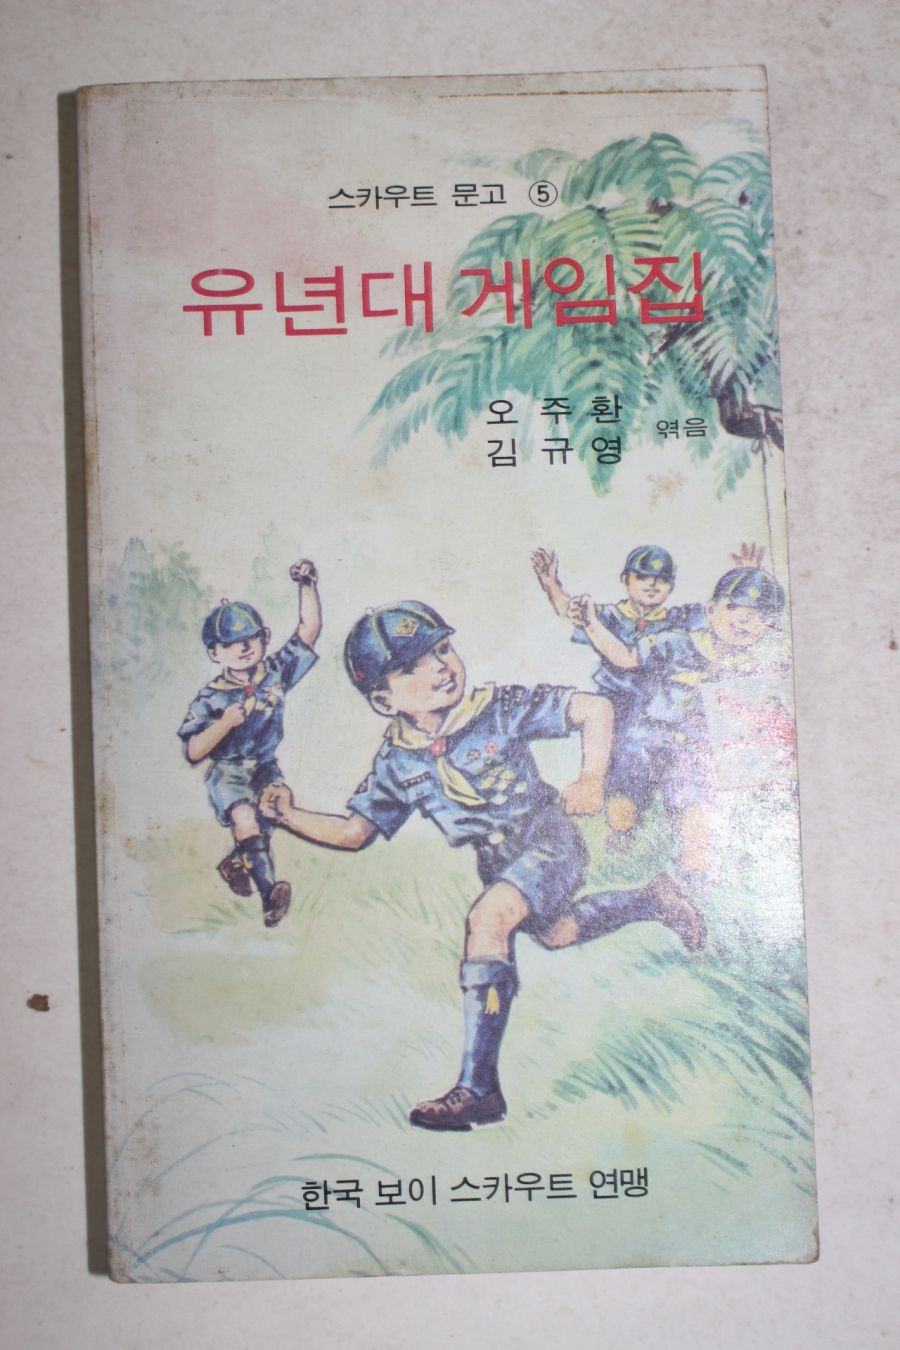 스카우트 문고 ⑤
유년대 게임집
오 주 환
김 규 영 엮음
한국 보이 스카우트 연맹